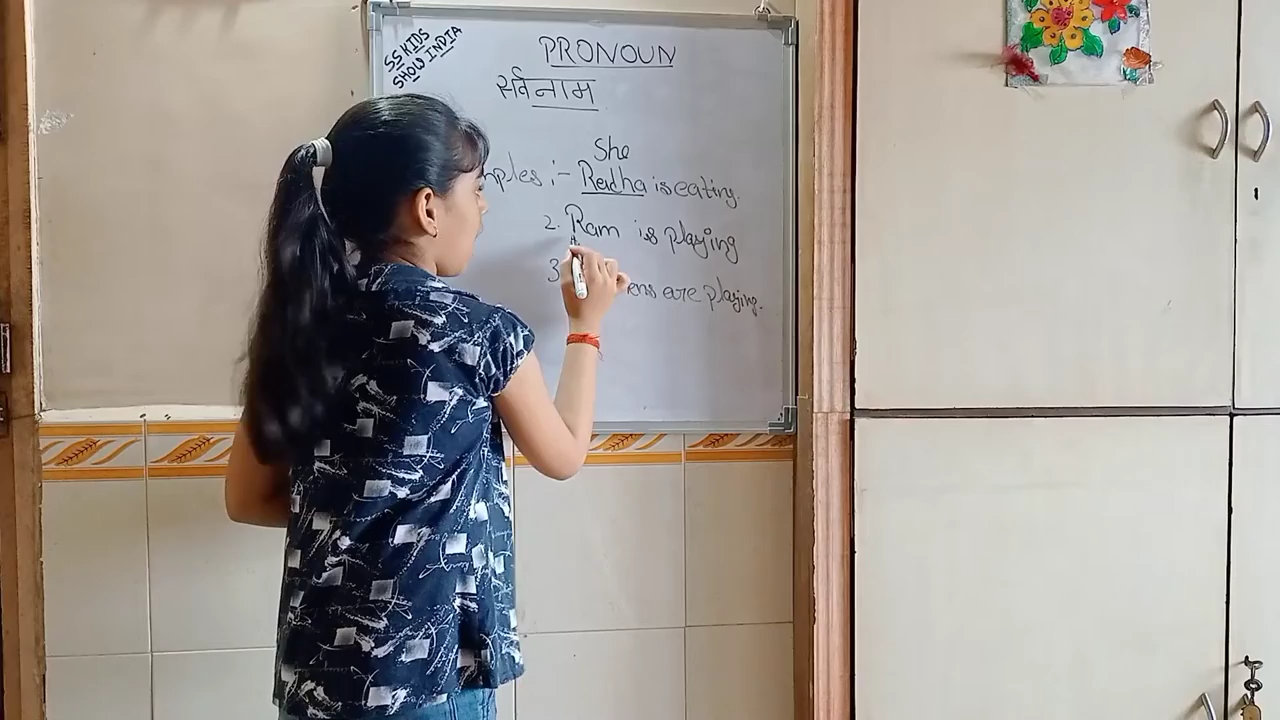 SS KIDS
SHOW INDIA
PRONOUN
सर्वनाम
She
mples :- Radha is eating.
2. Ram is playing
3 ens are playing.